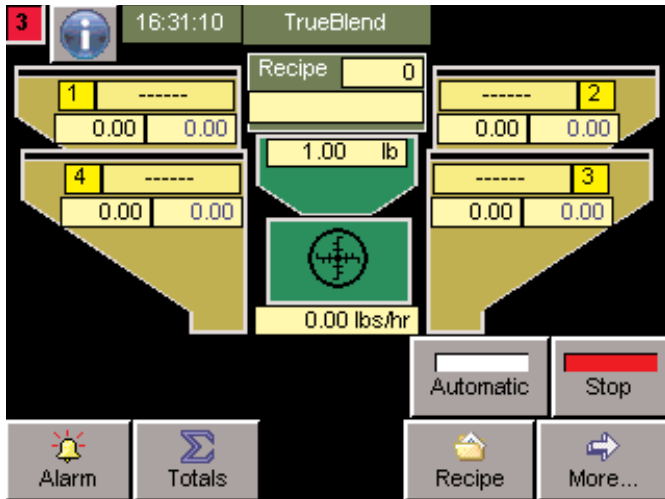 3 16:31:10 TrueBlend
Recipe 0
1 ------ ------ 2
0.00 0.00 0.00 0.00
1.00 lb
4 ------ ------ 3
0.00 0.00 0.00 0.00
0.00 lbs/hr
Automatic Stop
Alarm Totals Recipe More...